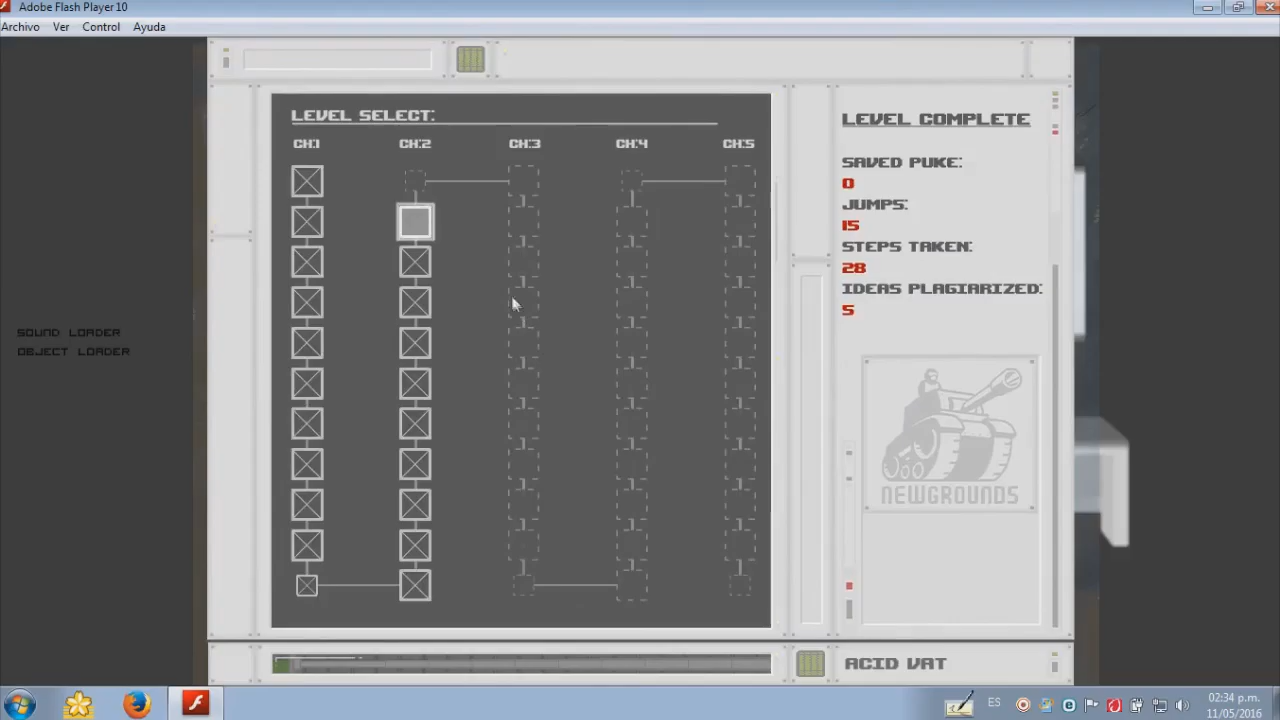 Adobe Flash Player 10
Archivo Ver Control Ayuda
LEVEL SELECT:
CH:1 CH:2 CH:3 CH:4 CH:5
SOUND LOADER
OBJECT LOADER
LEVEL COMPLETE
SAVED PUKE:
0
JUMPS:
15
STEPS TAKEN:
28
IDEAS PLAGIARIZED:
5
NEWGROUNDS
ACID VAT
ES
02:34 p.m.
11/05/2016